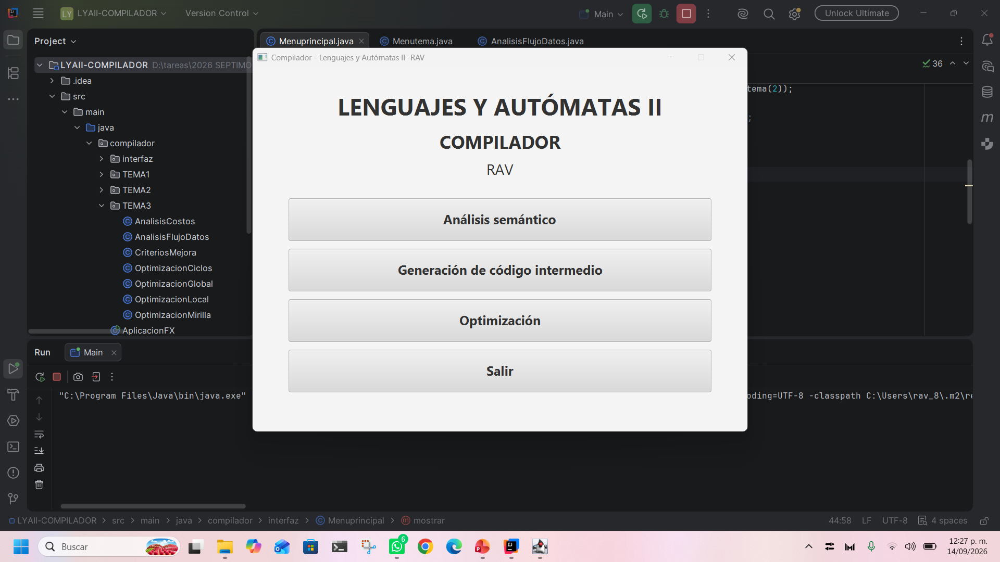 LY LYAII-COMPILADOR Version Control Main Unlock Ultimate
Project
Menuprincipal.java Menutema.java AnalisisFlujoDatos.java
LYAII-COMPILADOR D:\tareas\2026 SEPTIMO
.idea
src
main
java
compilador
interfaz
TEMA1
TEMA2
TEMA3
AnalisisCostos
AnalisisFlujoDatos
CriteriosMejora
OptimizacionCiclos
OptimizacionGlobal
OptimizacionLocal
OptimizacionMirilla
AplicacionFX
36
tema(2));
;
Compilador - Lenguajes y Autómatas II -RAV
LENGUAJES Y AUTÓMATAS II
COMPILADOR
RAV
Análisis semántico
Generación de código intermedio
Optimización
Salir
Run Main
"C:\Program Files\Java\bin\java.exe"
oding=UTF-8 -classpath C:\Users\rav_8\.m2\re
LYAII-COMPILADOR > src > main > java > compilador > interfaz > Menuprincipal > mostrar
44:58 LF UTF-8 4 spaces
Buscar
6
12:27 p. m.
14/09/2026